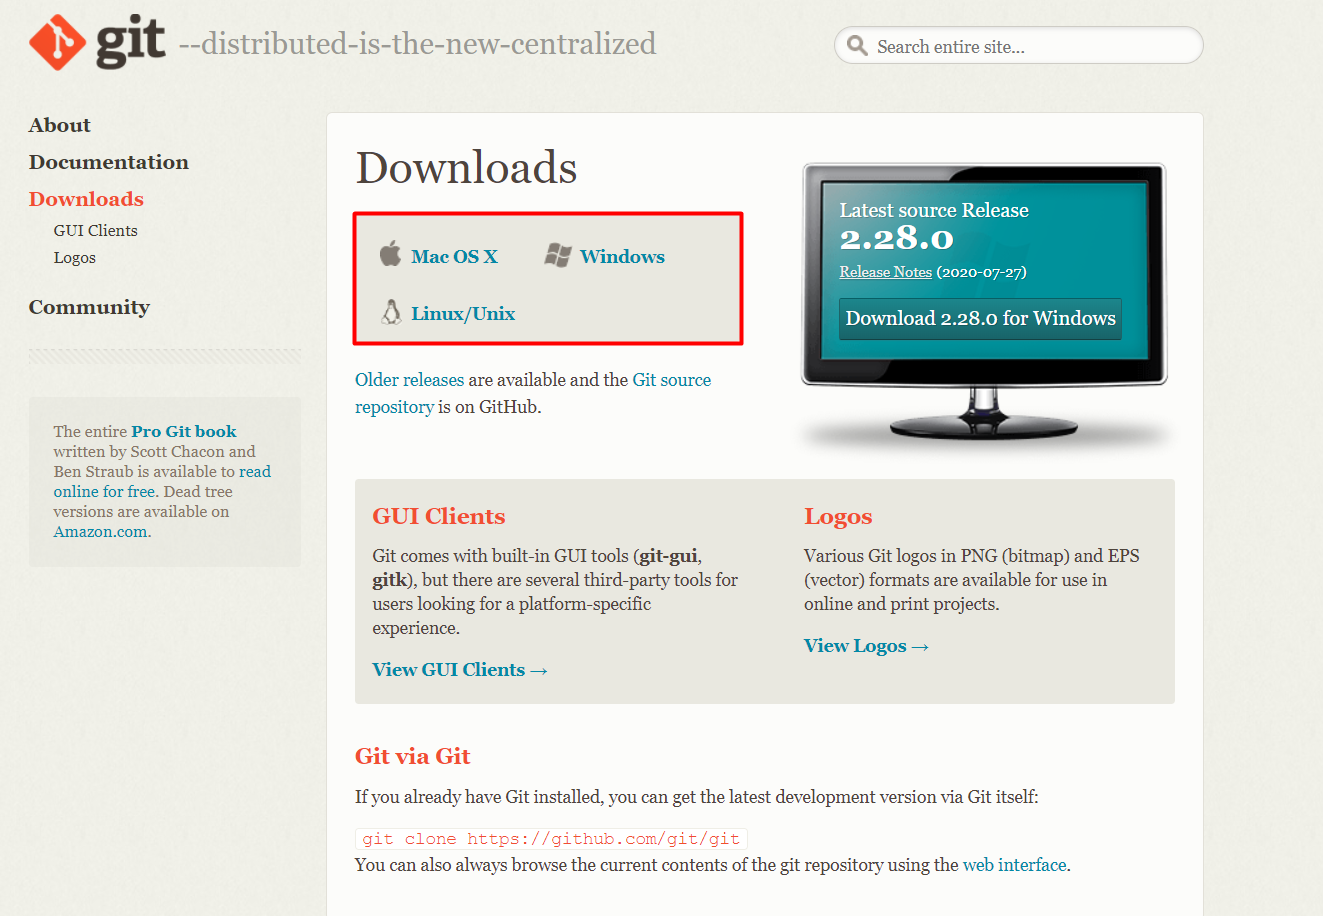 git --distributed-is-the-new-centralized
Search entire site...
About
Documentation
Downloads
GUI Clients
Logos
Community
The entire Pro Git book
written by Scott Chacon and
Ben Straub is available to read
online for free. Dead tree
versions are available on
Amazon.com.
Downloads
Mac OS X
Windows
Linux/Unix
Older releases are available and the Git source
repository is on GitHub.
Latest source Release
2.28.0
Release Notes (2020-07-27)
Download 2.28.0 for Windows
GUI Clients
Git comes with built-in GUI tools (git-gui,
gitk), but there are several third-party tools for
users looking for a platform-specific
experience.
View GUI Clients →
Logos
Various Git logos in PNG (bitmap) and EPS
(vector) formats are available for use in
online and print projects.
View Logos →
Git via Git
If you already have Git installed, you can get the latest development version via Git itself:
git clone https://github.com/git/git
You can also always browse the current contents of the git repository using the web interface.